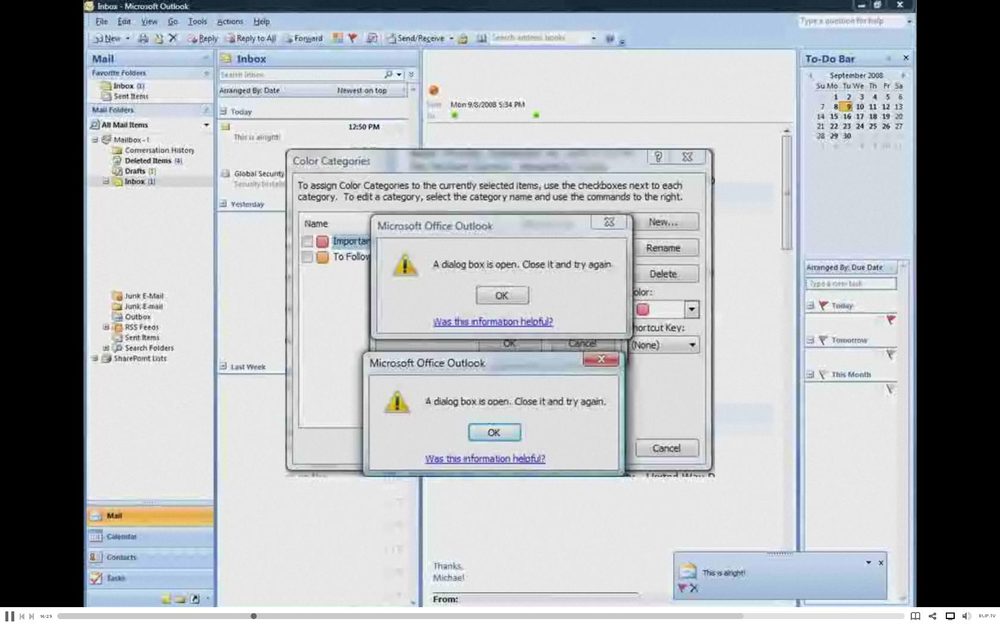 Inbox - Microsoft Outlook
File Edit View Go Tools Actions Help
Type a question for help
New Reply Reply to All Forward Send/Receive Search address books
Mail
Favorite Folders
Inbox (1)
Sent Items
Mail Folders
All Mail Items
Mailbox -
Conversation History
Deleted Items (4)
Drafts (1)
Inbox (1)
Junk E-Mail
Junk E-mail
Outbox
RSS Feeds
Sent Items
Search Folders
SharePoint Lists
Mail
Calendar
Contacts
Tasks
Inbox
Search Inbox
Arranged By: Date Newest on top
Today
12:50 PM
This is alright!
Global Security
Yesterday
Last Week
Mon 9/8/2008 5:34 PM
Color Categories
To assign Color Categories to the currently selected items, use the checkboxes next to each
category. To edit a category, select the category name and use the commands to the right.
Name
Importan
To Follow
New...
Rename
Delete
olor:
hortcut Key:
(None)
Cancel
Microsoft Office Outlook
A dialog box is open. Close it and try again.
OK
Was this information helpful?
OK Cancel
Microsoft Office Outlook
A dialog box is open. Close it and try again.
OK
Was this information helpful?
United Way
Thanks,
Michael
From:
This is alright!
To-Do Bar
September 2008
Su Mo Tu We Th Fr Sa
1 2 3 4 5 6
7 8 9 10 11 12 13
14 15 16 17 18 19 20
21 22 23 24 25 26 27
28 29 30
Arranged By: Due Date
Type a new task
Today
Tomorrow
This Month
16:29
BLIP.TV